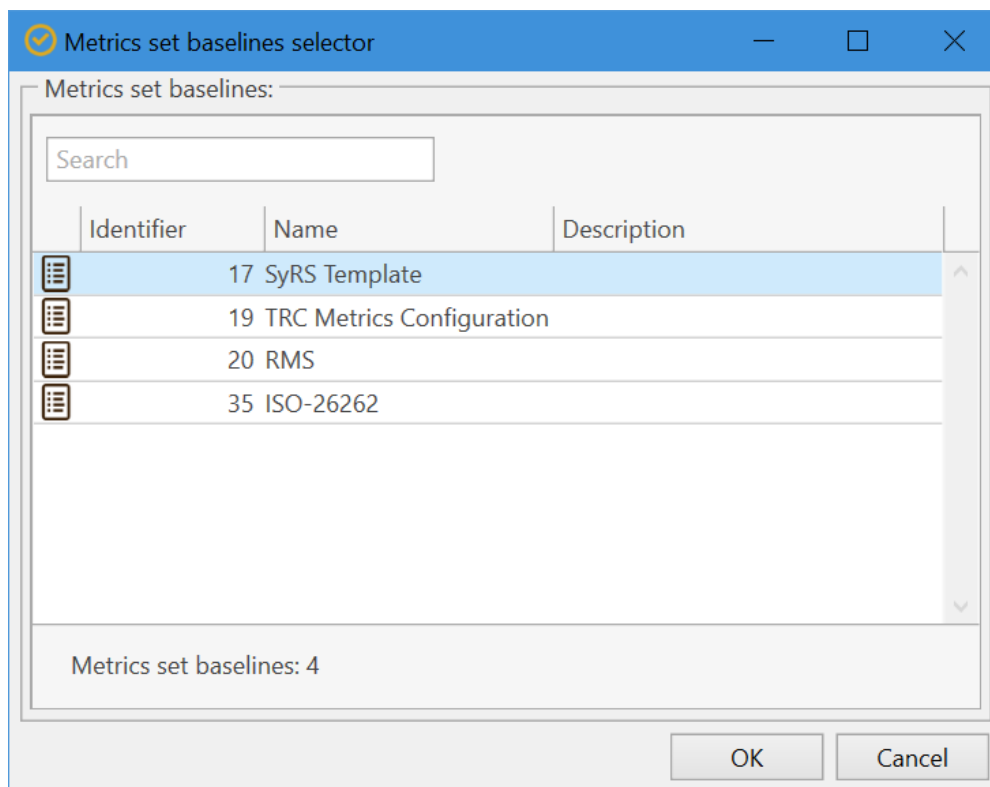 Metrics set baselines selector
Metrics set baselines:
Search
Identifier Name Description
17 SyRS Template
19 TRC Metrics Configuration
20 RMS
35 ISO-26262
Metrics set baselines: 4
OK Cancel